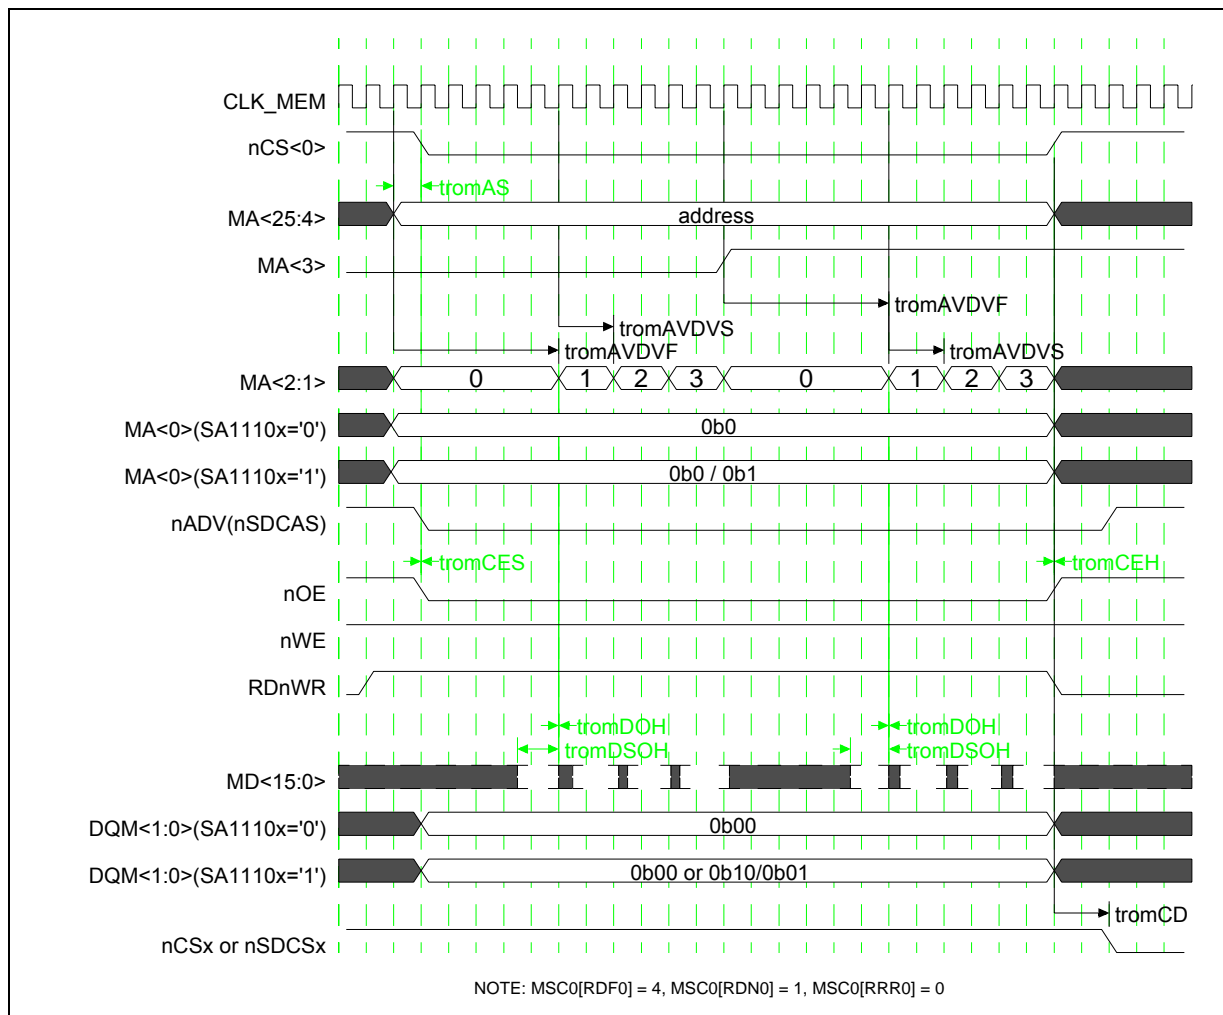 CLK_MEM
nCS<0>
tromAS
MA<25:4>
address
MA<3>
tromAVDVF
tromAVDVS
tromAVDVF
tromAVDVS
MA<2:1>
0 1 2 3 0 1 2 3
MA<0>(SA1110x='0')
0b0
MA<0>(SA1110x='1')
0b0 / 0b1
nADV(nSDCAS)
tromCES
tromCEH
nOE
nWE
RDnWR
tromDOH
tromDOH
tromDSOH
tromDSOH
MD<15:0>
DQM<1:0>(SA1110x='0')
0b00
DQM<1:0>(SA1110x='1')
0b00 or 0b10/0b01
tromCD
nCSx or nSDCSx
NOTE: MSC0[RDF0] = 4, MSC0[RDN0] = 1, MSC0[RRR0] = 0